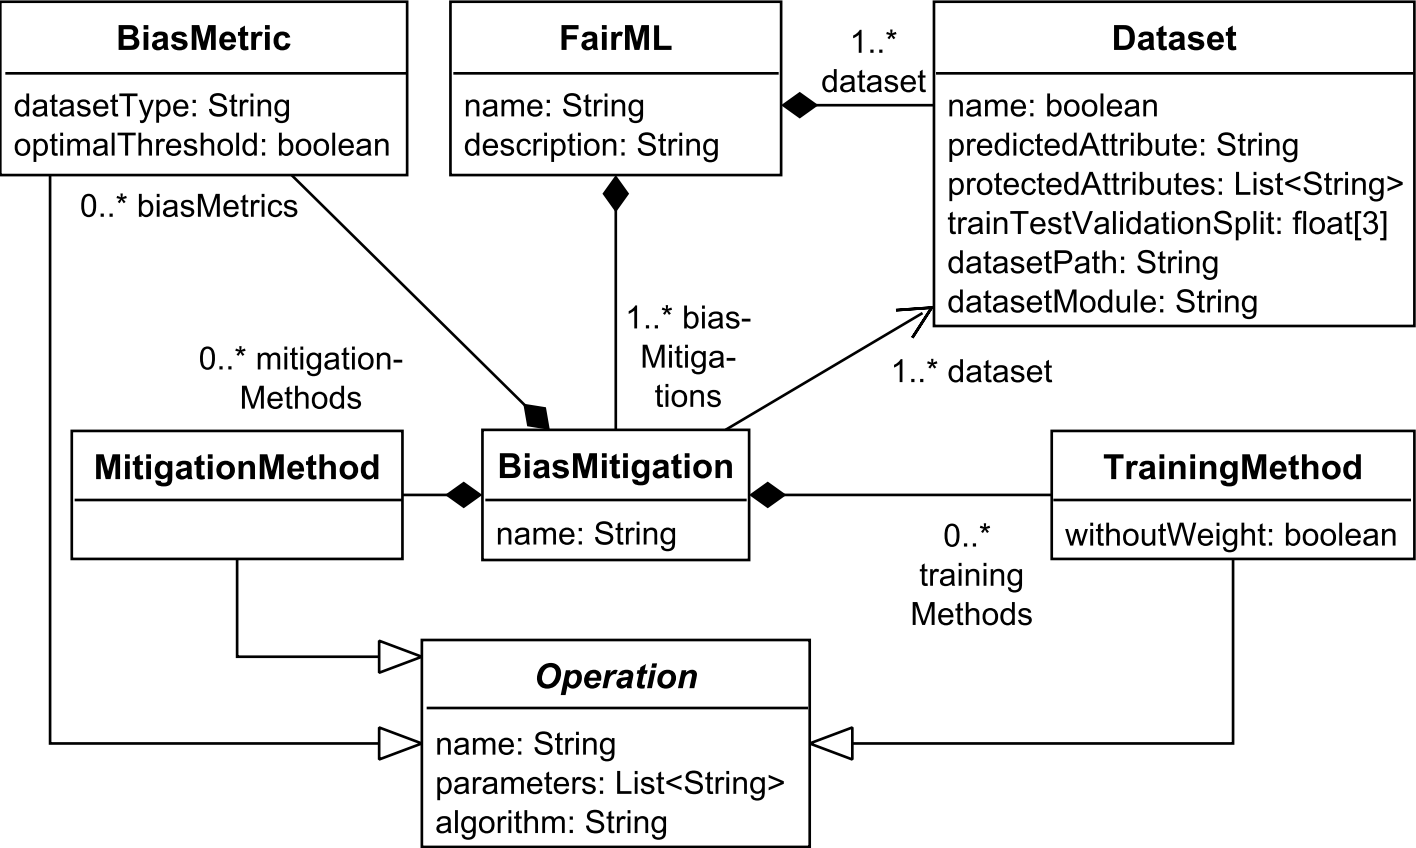 BiasMetric
datasetType: String
optimalThreshold: boolean
FairML
name: String
description: String
1..*
dataset
Dataset
name: boolean
predictedAttribute: String
protectedAttributes: List<String>
trainTestValidationSplit: float[3]
datasetPath: String
datasetModule: String
0..* biasMetrics
0..* mitigation-
Methods
1..* bias-
Mitiga-
tions
1..* dataset
MitigationMethod
BiasMitigation
name: String
TrainingMethod
withoutWeight: boolean
0..*
training
Methods
Operation
name: String
parameters: List<String>
algorithm: String